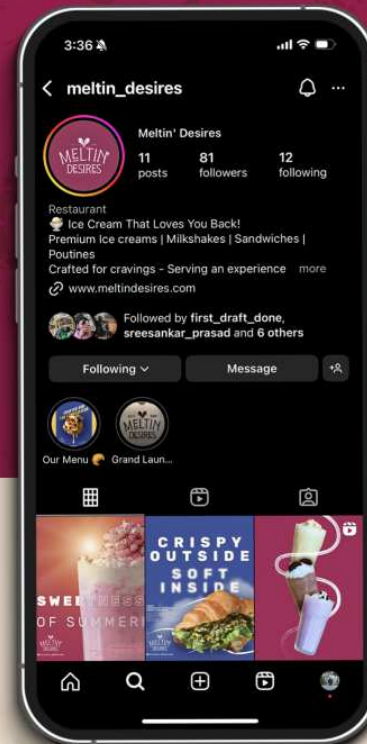 3:36
meltin_desires
MELTIN'
DESIRES
Meltin' Desires
11
posts
81
followers
12
following
Restaurant
Ice Cream That Loves You Back!
Premium Ice creams | Milkshakes | Sandwiches |
Poutines
Crafted for cravings - Serving an experience more
www.meltindesires.com
Followed by first_draft_done,
sreesankar_prasad and 6 others
Following
Message
MELTIN'
DESIRES
Our Menu
Grand Laun...
SWEETNESS
OF SUMMER!
CRISPY
OUTSIDE
SOFT
INSIDE